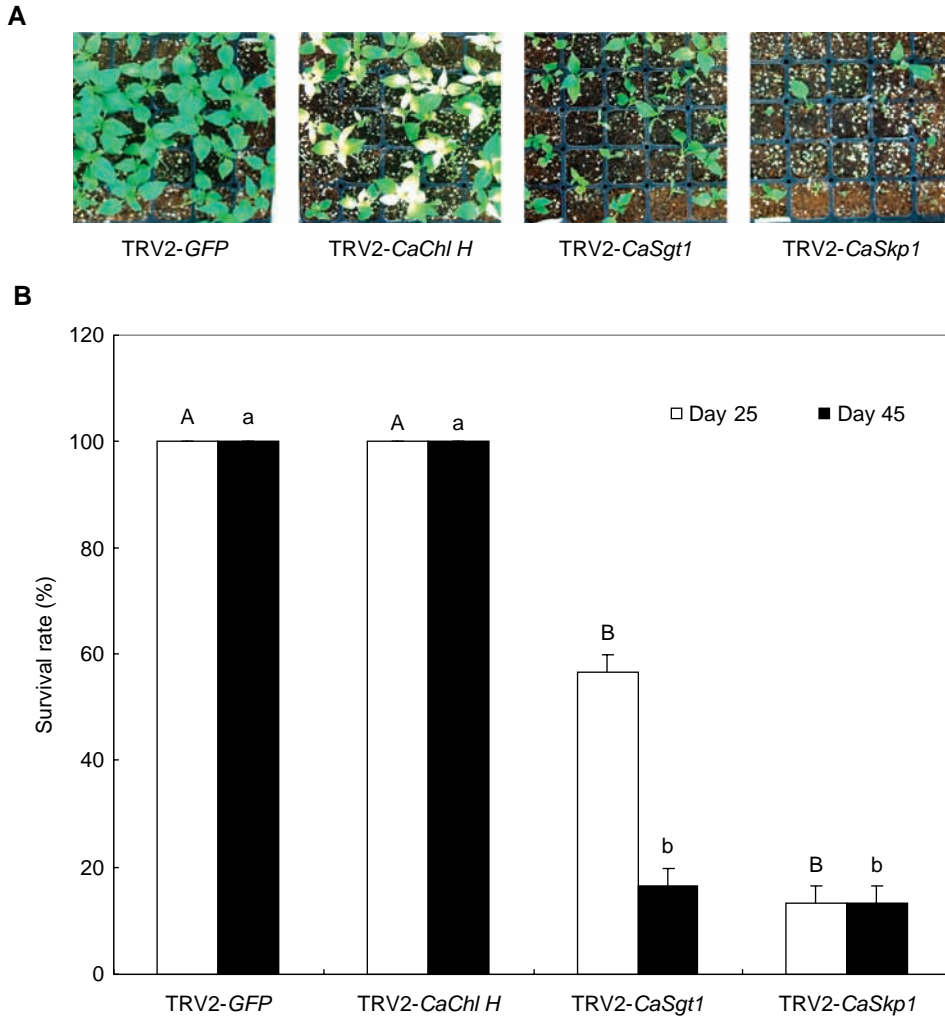 A
TRV2-GFP TRV2-CaChl H TRV2-CaSgt1 TRV2-CaSkp1
B
Survival rate (%)
120
100
80
60
40
20
0
A a A a B b B b
Day 25 Day 45
TRV2-GFP TRV2-CaChl H TRV2-CaSgt1 TRV2-CaSkp1